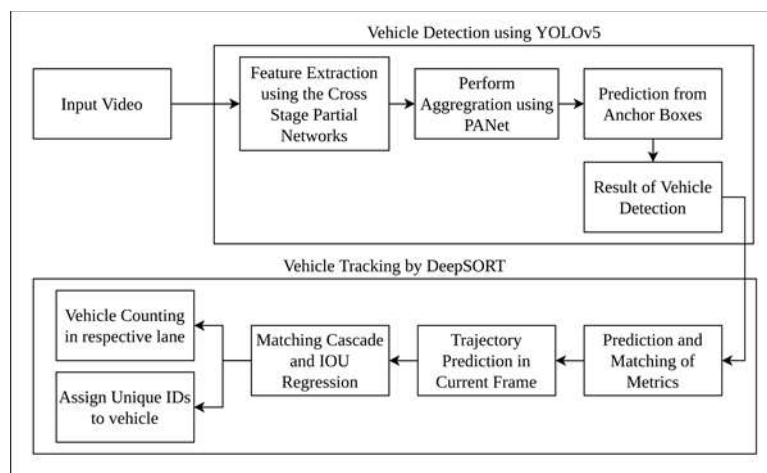 Vehicle Detection using YOLOv5
Input Video
Feature Extraction
using the Cross
Stage Partial
Networks
Perform
Aggregration using
PANet
Prediction from
Anchor Boxes
Result of Vehicle
Detection
Vehicle Tracking by DeepSORT
Prediction and
Matching of
Metrics
Trajectory
Prediction in
Current Frame
Matching Cascade
and IOU
Regression
Vehicle Counting
in respective lane
Assign Unique IDs
to vehicle